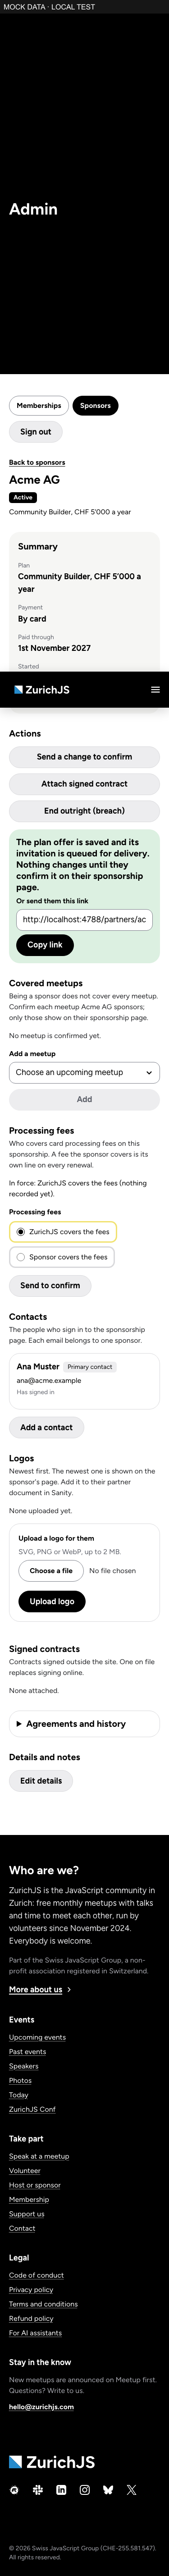 MOCK DATA · LOCAL TEST
Admin
Memberships
Sponsors
Sign out
Back to sponsors
Acme AG
Active
Community Builder, CHF 5'000 a year
Summary
Plan
Community Builder, CHF 5'000 a
year
Payment
By card
Paid through
1st November 2027
Started
ZurichJS
Actions
Send a change to confirm
Attach signed contract
End outright (breach)
The plan offer is saved and its
invitation is queued for delivery.
Nothing changes until they
confirm it on their sponsorship
page.
Or send them this link
http://localhost:4788/partners/ac
Copy link
Covered meetups
Being a sponsor does not cover every meetup.
Confirm each meetup Acme AG sponsors;
only those show on their sponsorship page.
No meetup is confirmed yet.
Add a meetup
Choose an upcoming meetup
Add
Processing fees
Who covers card processing fees on this
sponsorship. A fee the sponsor covers is its
own line on every renewal.
In force: ZurichJS covers the fees (nothing
recorded yet).
Processing fees
ZurichJS covers the fees
Sponsor covers the fees
Send to confirm
Contacts
The people who sign in to the sponsorship
page. Each email belongs to one sponsor.
Ana Muster Primary contact
ana@acme.example
Has signed in
Add a contact
Logos
Newest first. The newest one is shown on the
sponsor's page. Add it to their partner
document in Sanity.
None uploaded yet.
Upload a logo for them
SVG, PNG or WebP, up to 2 MB.
Choose a file
No file chosen
Upload logo
Signed contracts
Contracts signed outside the site. One on file
replaces signing online.
None attached.
Agreements and history
Details and notes
Edit details
Who are we?
ZurichJS is the JavaScript community in
Zurich: free monthly meetups with talks
and time to meet each other, run by
volunteers since November 2024.
Everybody is welcome.
Part of the Swiss JavaScript Group, a non-
profit association registered in Switzerland.
More about us
Events
Upcoming events
Past events
Speakers
Photos
Today
ZurichJS Conf
Take part
Speak at a meetup
Volunteer
Host or sponsor
Membership
Support us
Contact
Legal
Code of conduct
Privacy policy
Terms and conditions
Refund policy
For AI assistants
Stay in the know
New meetups are announced on Meetup first.
Questions? Write to us.
hello@zurichjs.com
ZurichJS
© 2026 Swiss JavaScript Group (CHE-255.581.547).
All rights reserved.